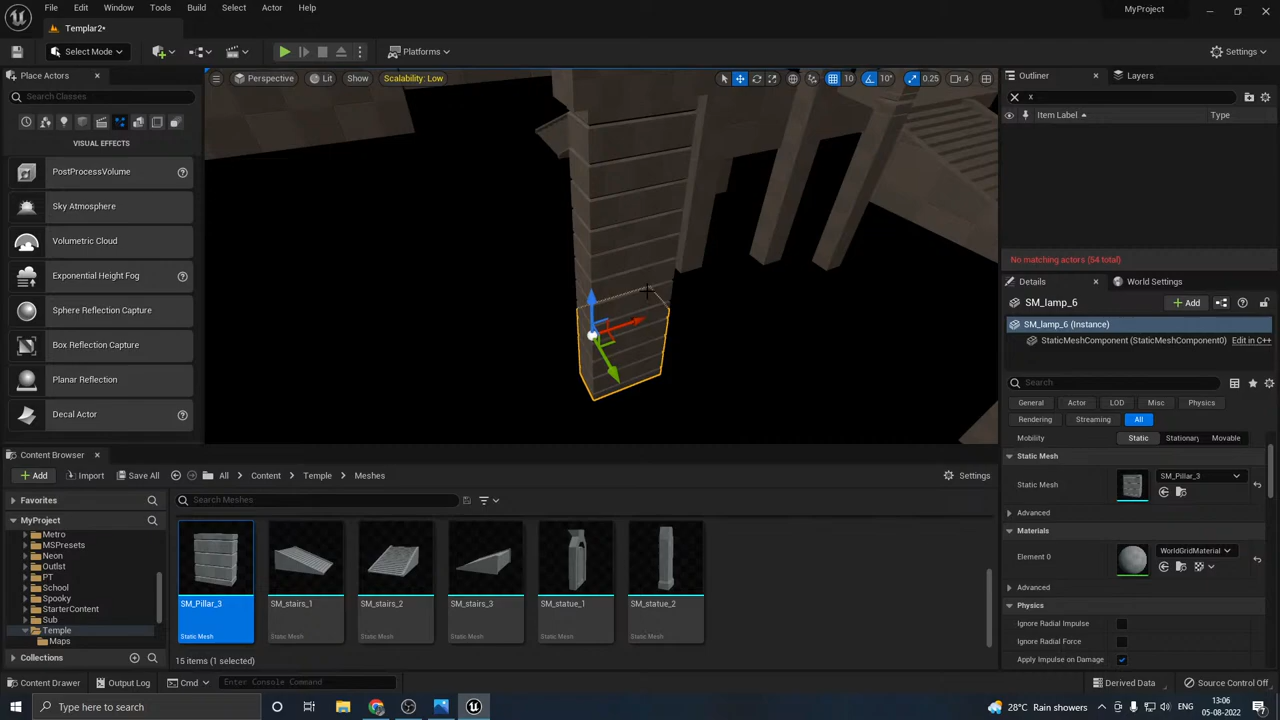 File Edit Window Tools Build Select Actor Help
MyProject
Templar2*
Select Mode
Platforms
Settings
Place Actors
Search Classes
VISUAL EFFECTS
PostProcessVolume
Sky Atmosphere
Volumetric Cloud
Exponential Height Fog
Sphere Reflection Capture
Box Reflection Capture
Planar Reflection
Decal Actor
Perspective Lit Show Scalability: Low
10 10° 0.25 4
Outliner Layers
x
Item Label Type
No matching actors (54 total)
Details World Settings
SM_lamp_6 Add
SM_lamp_6 (Instance)
StaticMeshComponent (StaticMeshComponent0) Edit in C++
Search
General Actor LOD Misc Physics
Rendering Streaming All
Mobility Static Stationary Movable
Static Mesh
Static Mesh SM_Pillar_3
Advanced
Materials
Element 0 WorldGridMaterial
Advanced
Physics
Ignore Radial Impulse
Ignore Radial Force
Apply Impulse on Damage
Content Browser
Add Import Save All All Content Temple Meshes Settings
Favorites
MyProject
Metro
MSPresets
Neon
Outlst
PT
School
Spooky
StarterContent
Sub
Temple
Maps
Collections
Search Meshes
SM_Pillar_3 SM_stairs_1 SM_stairs_2 SM_stairs_3 SM_statue_1 SM_statue_2
Static Mesh Static Mesh Static Mesh Static Mesh Static Mesh Static Mesh
15 items (1 selected)
Content Drawer Output Log Cmd Enter Console Command Derived Data Source Control Off
Type here to search
28°C Rain showers ENG 13:06
05-08-2022